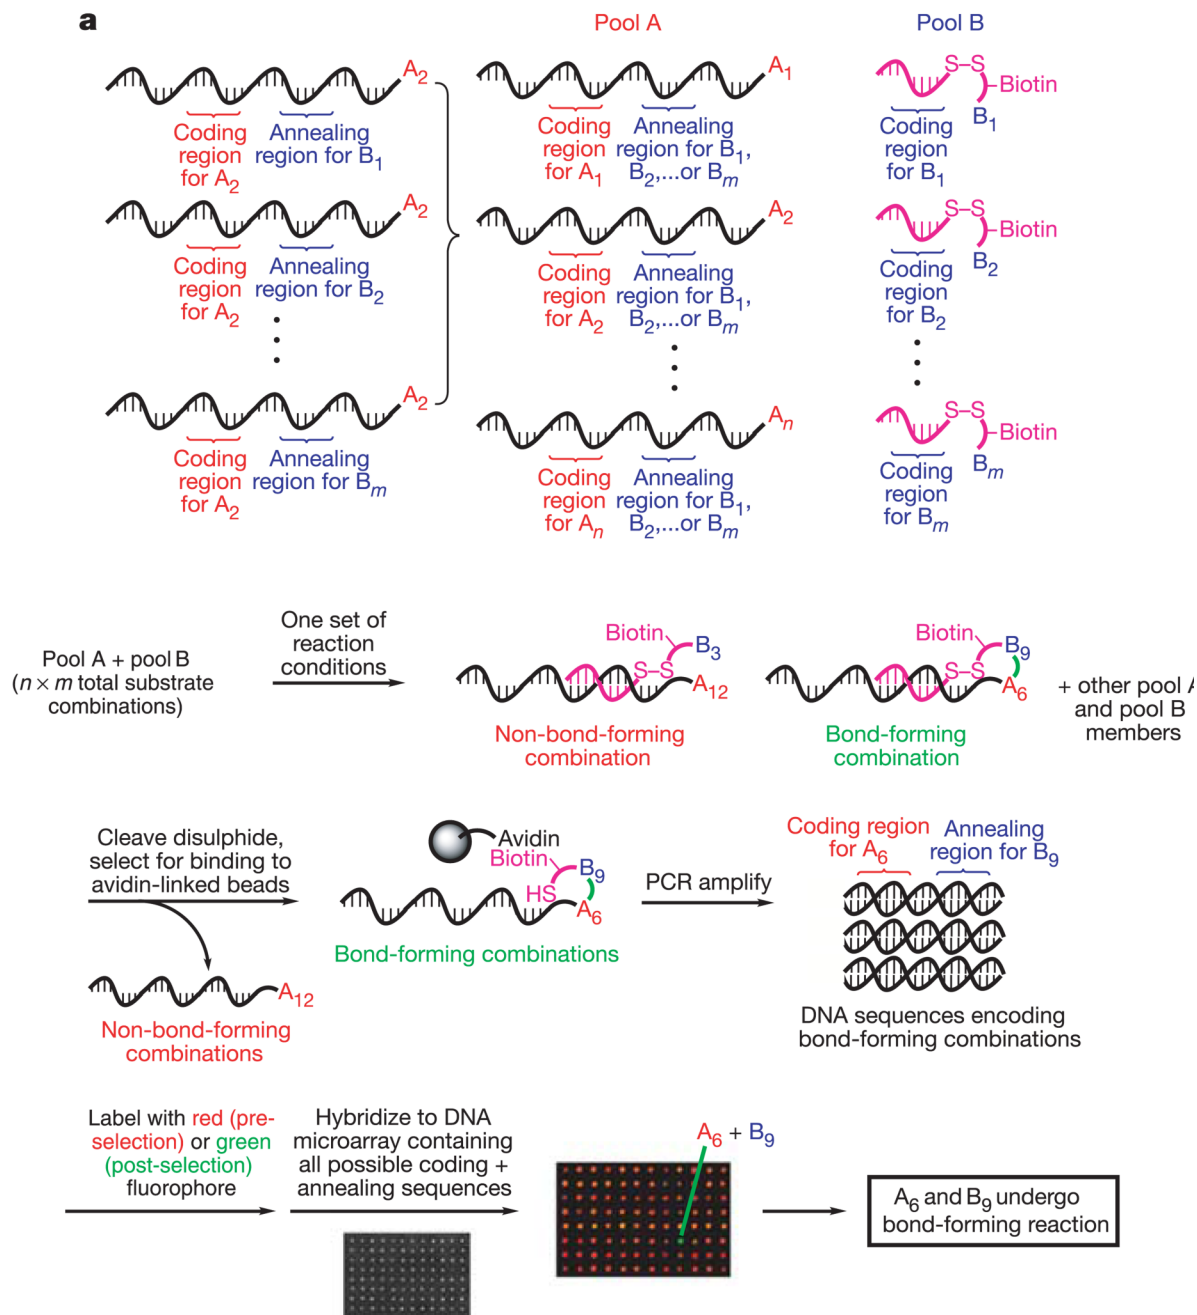 a
Pool A
Pool B
A2
Coding region for A2
Annealing region for B1
A2
Coding region for A2
Annealing region for B2
A2
Coding region for A2
Annealing region for Bm
A1
Coding region for A1
Annealing region for B1, B2,...or Bm
A2
Coding region for A2
Annealing region for B1, B2,...or Bm
An
Coding region for An
Annealing region for B1, B2,...or Bm
S–S
Biotin
B1
Coding region for B1
S–S
Biotin
B2
Coding region for B2
S–S
Biotin
Bm
Coding region for Bm
Pool A + pool B
(n × m total substrate
combinations)
One set of
reaction
conditions
Biotin
B3
S–S
A12
Non-bond-forming
combination
Biotin
B9
S–S
A6
Bond-forming
combination
+ other pool A
and pool B
members
Cleave disulphide,
select for binding to
avidin-linked beads
A12
Non-bond-forming
combinations
Avidin
Biotin
B9
HS
A6
Bond-forming combinations
PCR amplify
Coding region
for A6
Annealing
region for B9
DNA sequences encoding
bond-forming combinations
Label with red (pre-
selection) or green
(post-selection)
fluorophore
Hybridize to DNA
microarray containing
all possible coding +
annealing sequences
A6 + B9
A6 and B9 undergo
bond-forming reaction